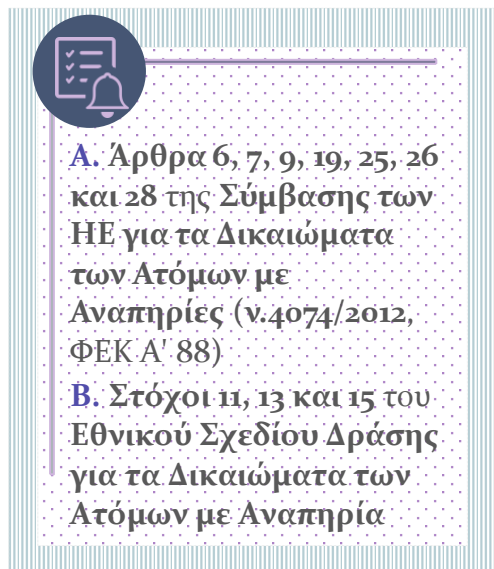 Α. Άρθρα 6, 7, 9, 19, 25, 26
και 28 της Σύμβασης των
ΗΕ για τα Δικαιώματα
των Ατόμων με
Αναπηρίες (ν.4074/2012,
ΦΕΚ Α' 88)
Β. Στόχοι 11, 13 και 15 του
Εθνικού Σχεδίου Δράσης
για τα Δικαιώματα των
Ατόμων με Αναπηρία